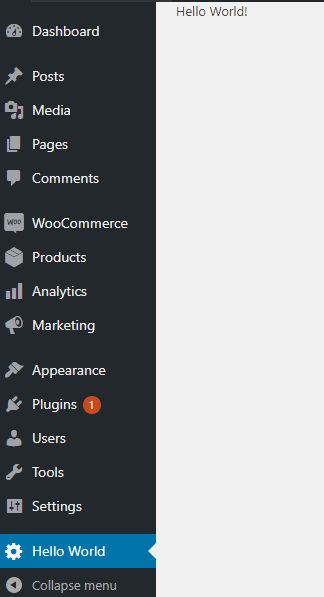 Hello World!
Dashboard
Posts
Media
Pages
Comments
WOO WooCommerce
Products
Analytics
Marketing
Appearance
Plugins 1
Users
Tools
Settings
Hello World
Collapse menu